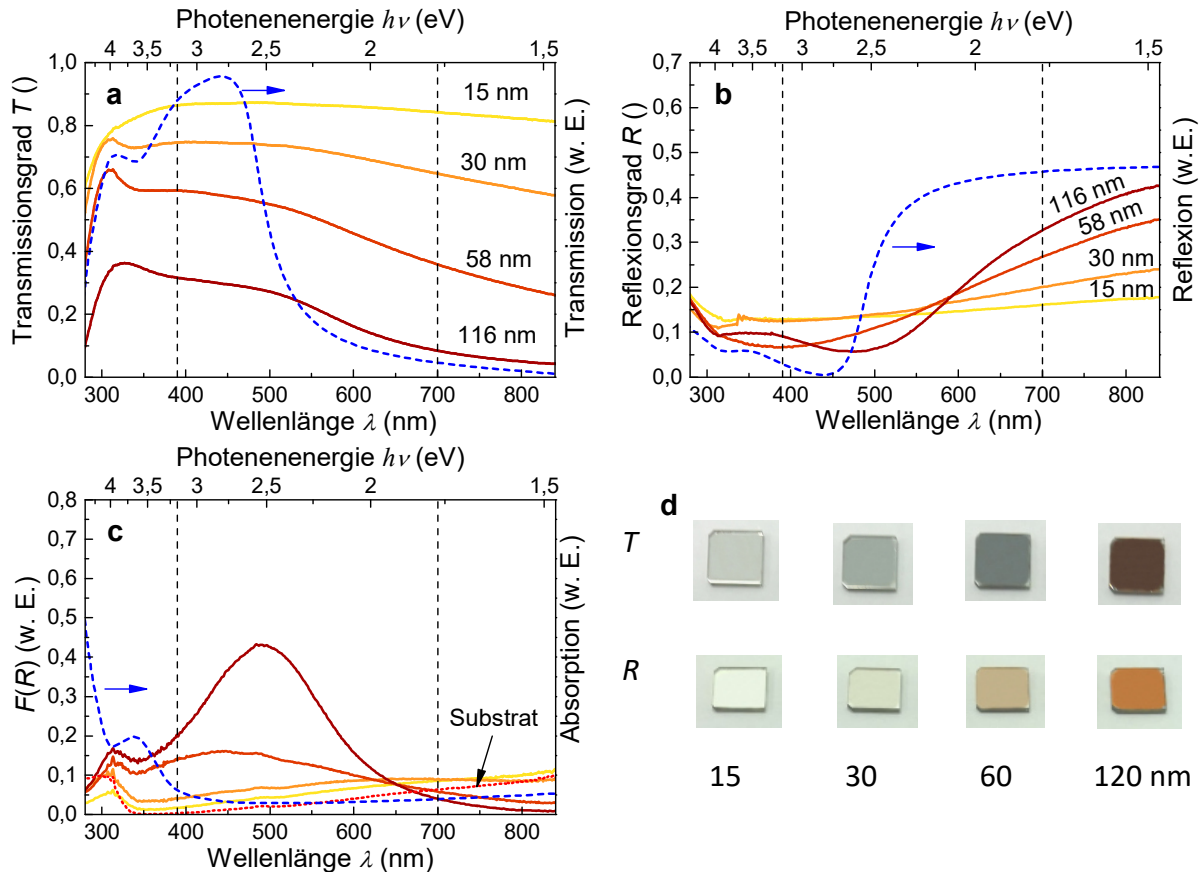 Photenenenergie hν (eV)
4 3,5 3 2,5 2 1,5
1,0
0,8
0,6
0,4
0,2
0,0
Transmissionsgrad T ()
a
15 nm
30 nm
58 nm
116 nm
Transmission (w. E.)
300 400 500 600 700 800
Wellenlänge λ (nm)
Photenenenergie hν (eV)
4 3,5 3 2,5 2 1,5
0,7
0,6
0,5
0,4
0,3
0,2
0,1
0,0
Reflexionsgrad R ()
b
116 nm
58 nm
30 nm
15 nm
Reflexion (w. E.)
300 400 500 600 700 800
Wellenlänge λ (nm)
Photenenenergie hν (eV)
4 3,5 3 2,5 2 1,5
0,8
0,7
0,6
0,5
0,4
0,3
0,2
0,1
0,0
F(R) (w. E.)
c
Substrat
Absorption (w. E.)
300 400 500 600 700 800
Wellenlänge λ (nm)
d
T
R
15 30 60 120 nm